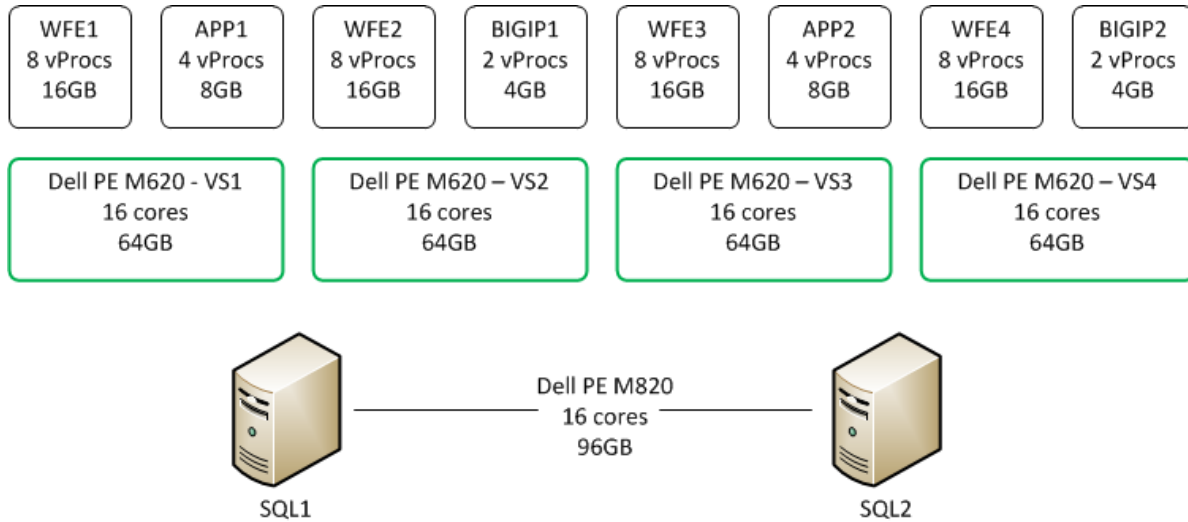 WFE1
8 vProcs
16GB
APP1
4 vProcs
8GB
WFE2
8 vProcs
16GB
BIGIP1
2 vProcs
4GB
WFE3
8 vProcs
16GB
APP2
4 vProcs
8GB
WFE4
8 vProcs
16GB
BIGIP2
2 vProcs
4GB
Dell PE M620 - VS1
16 cores
64GB
Dell PE M620 – VS2
16 cores
64GB
Dell PE M620 – VS3
16 cores
64GB
Dell PE M620 – VS4
16 cores
64GB
Dell PE M820
16 cores
96GB
SQL1
SQL2